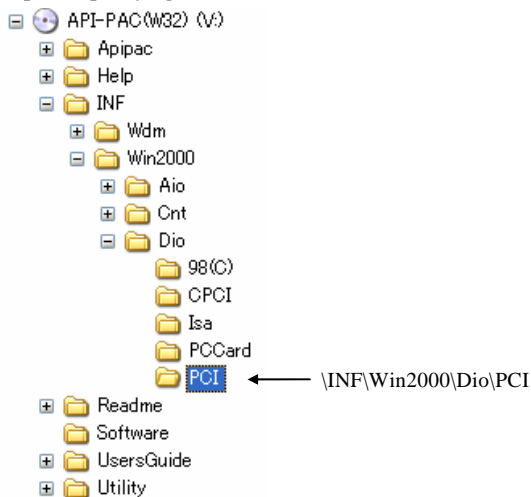 API-PAC(W32) (V:)
Apipac
Help
INF
Wdm
Win2000
Aio
Cnt
Dio
98(C)
CPCI
Isa
PCCard
PCI \INF\Win2000\Dio\PCI
Readme
Software
UsersGuide
Utility